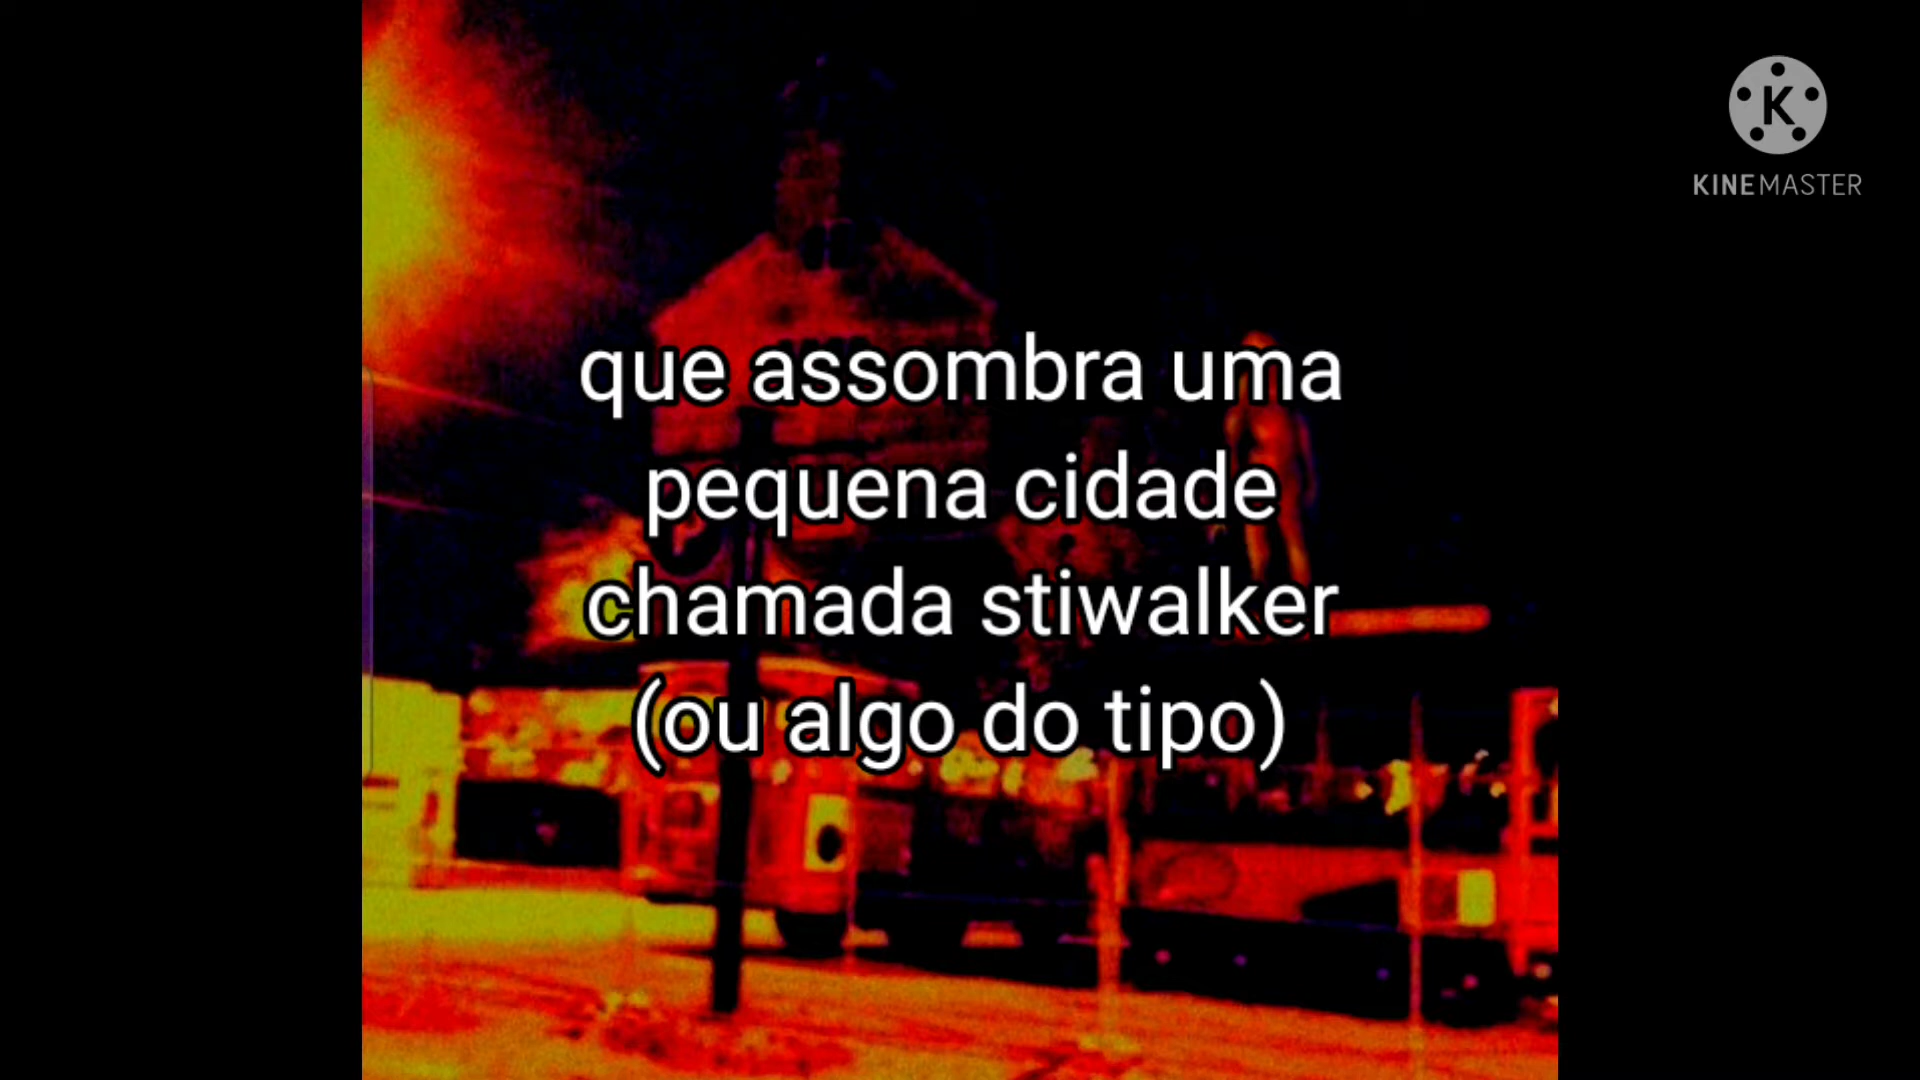 que assombra uma
pequena cidade
chamada stiwalker
(ou algo do tipo)
K
KINEMASTER